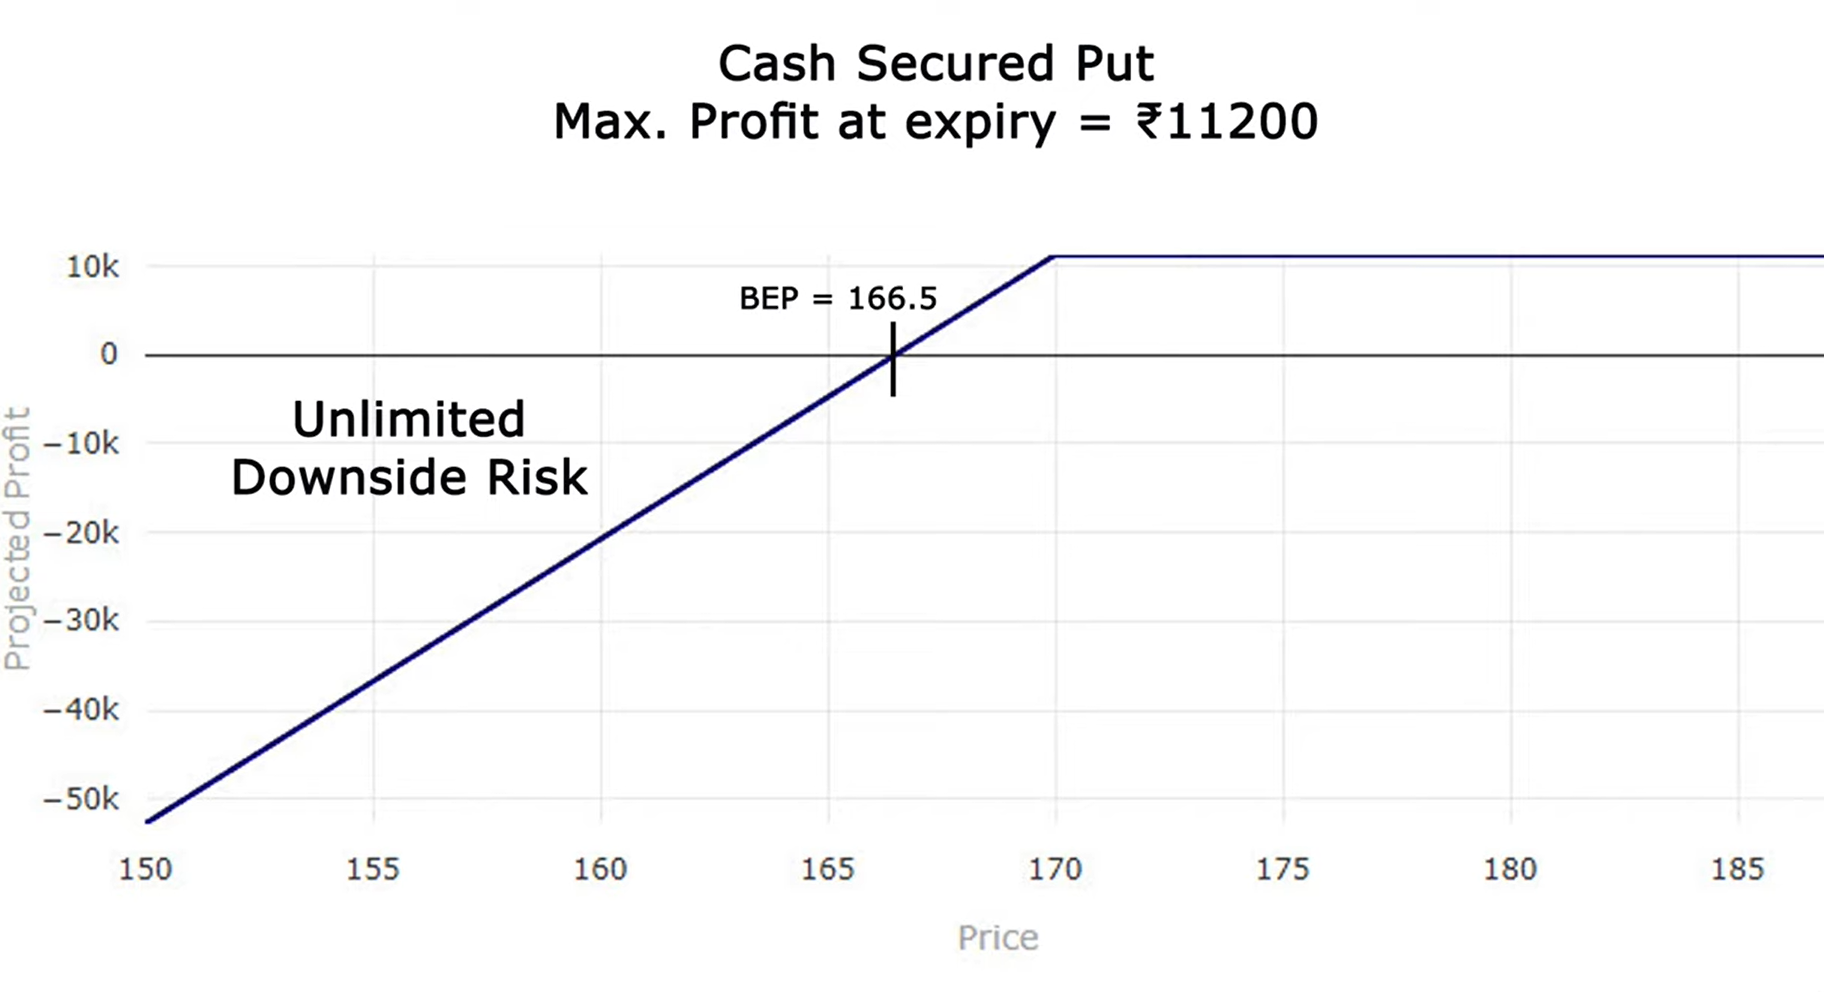 Cash Secured Put
Max. Profit at expiry = ₹11200
10k
BEP = 166.5
0
Unlimited
Downside Risk
−10k
−20k
−30k
−40k
−50k
Projected Profit
150 155 160 165 170 175 180 185
Price